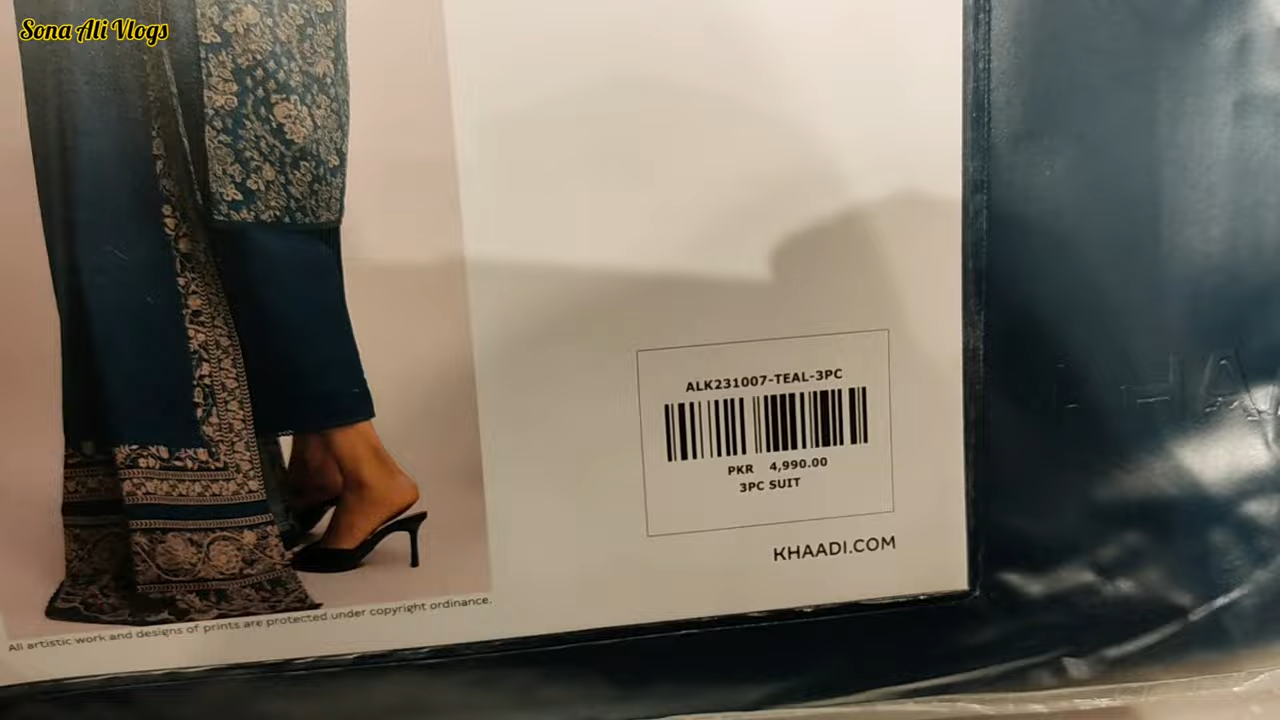 Sona Ali Vlogs
ALK231007-TEAL-3PC
PKR 4,990.00
3PC SUIT
KHAADI.COM
All artistic work and designs of prints are protected under copyright ordinance.